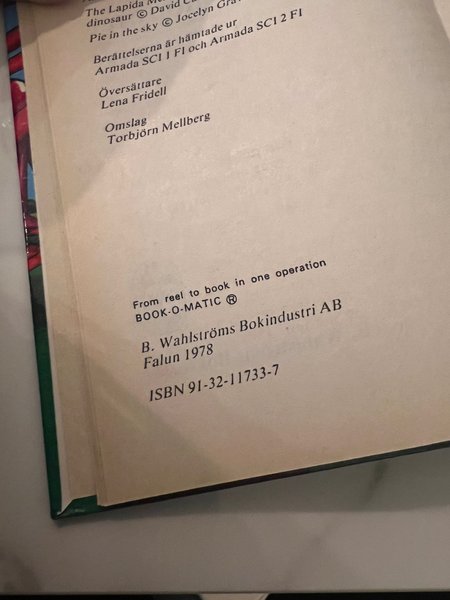 The Lapida
dinosaur © David
Pie in the sky © Jocelyn
Berättelserna är hämtade ur
Armada SCI 1 FI och Armada SCI 2 FI
Översättare
Lena Fridell
Omslag
Torbjörn Mellberg
From reel to book in one operation
BOOK-O-MATIC ®
B. Wahlströms Bokindustri AB
Falun 1978
ISBN 91-32-11733-7